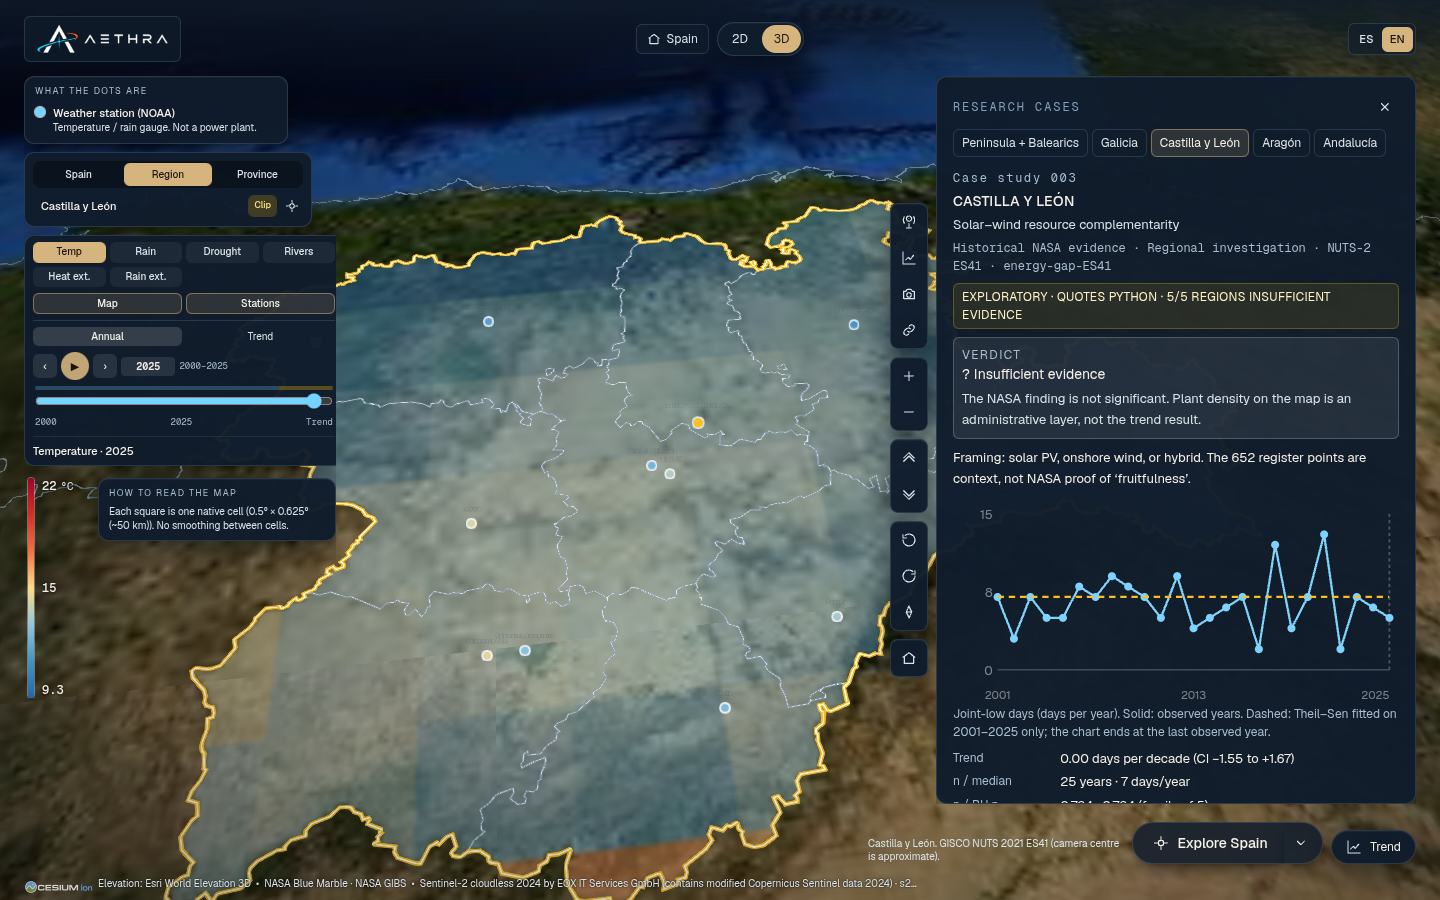 AETHRA
Spain
2D
3D
ES
EN
WHAT THE DOTS ARE
Weather station (NOAA)
Temperature / rain gauge. Not a power plant.
Spain
Region
Province
Castilla y León
Clip
Temp
Rain
Drought
Rivers
Heat ext.
Rain ext.
Map
Stations
Annual
Trend
2025
2000–2025
2000
2025
Trend
Temperature · 2025
22 °C
15
9.3
HOW TO READ THE MAP
Each square is one native cell (0.5° × 0.625°
(~50 km)). No smoothing between cells.
RESEARCH CASES
Peninsula + Balearics
Galicia
Castilla y León
Aragón
Andalucía
Case study 003
CASTILLA Y LEÓN
Solar–wind resource complementarity
Historical NASA evidence · Regional investigation · NUTS-2
ES41 · energy-gap-ES41
EXPLORATORY · QUOTES PYTHON · 5/5 REGIONS INSUFFICIENT
EVIDENCE
VERDICT
? Insufficient evidence
The NASA finding is not significant. Plant density on the map is an
administrative layer, not the trend result.
Framing: solar PV, onshore wind, or hybrid. The 652 register points are
context, not NASA proof of ‘fruitfulness’.
15
8
0
2001
2013
2025
Joint-low days (days per year). Solid: observed years. Dashed: Theil–Sen fitted on
2001–2025 only; the chart ends at the last observed year.
Trend
0.00 days per decade (CI −1.55 to +1.67)
n / median
25 years · 7 days/year
Castilla y León. GISCO NUTS 2021 ES41 (camera centre
is approximate).
Explore Spain
Trend
CESIUM ion
Elevation: Esri World Elevation 3D • NASA Blue Marble · NASA GIBS • Sentinel-2 cloudless 2024 by EOX IT Services GmbH (contains modified Copernicus Sentinel data 2024) · s2...